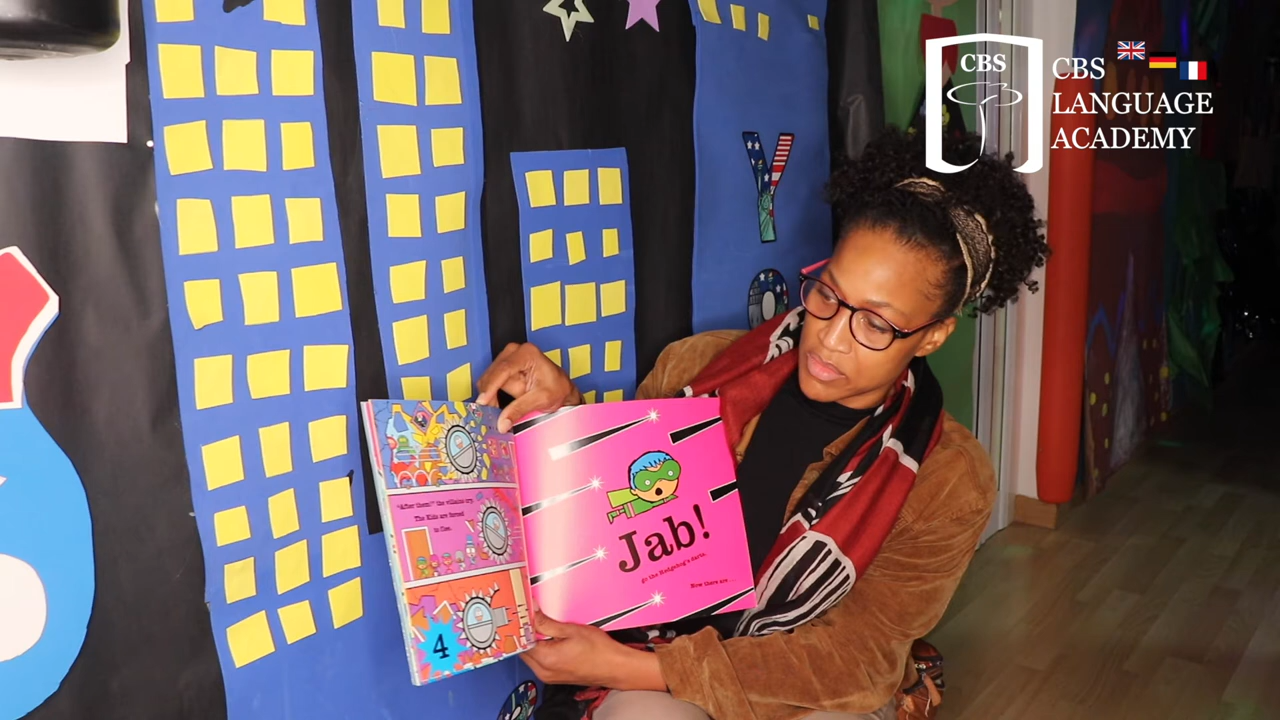 CBS
CBS
LANGUAGE
ACADEMY
Y
O
"After them!" the villains cry.
The Kids are forced
to flee.
4
Jab!
go the Hedgehog's darts.
Now there are...